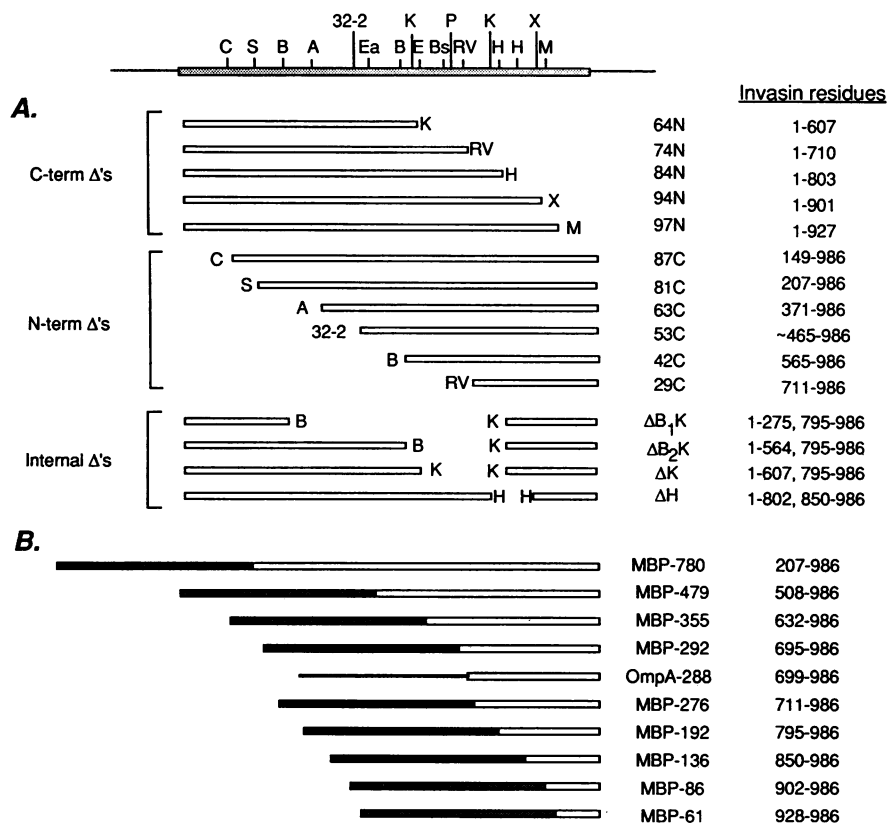 32-2 K P K X
C S B A Ea B E Bs RV H H M
Invasin residues
A.
C-term Δ's
K 64N 1-607
RV 74N 1-710
H 84N 1-803
X 94N 1-901
M 97N 1-927
N-term Δ's
C 87C 149-986
S 81C 207-986
A 63C 371-986
32-2 53C ~465-986
B 42C 565-986
RV 29C 711-986
Internal Δ's
B K ΔB₁K 1-275, 795-986
B K ΔB₂K 1-564, 795-986
K K ΔK 1-607, 795-986
H H ΔH 1-802, 850-986
B.
MBP-780 207-986
MBP-479 508-986
MBP-355 632-986
MBP-292 695-986
OmpA-288 699-986
MBP-276 711-986
MBP-192 795-986
MBP-136 850-986
MBP-86 902-986
MBP-61 928-986